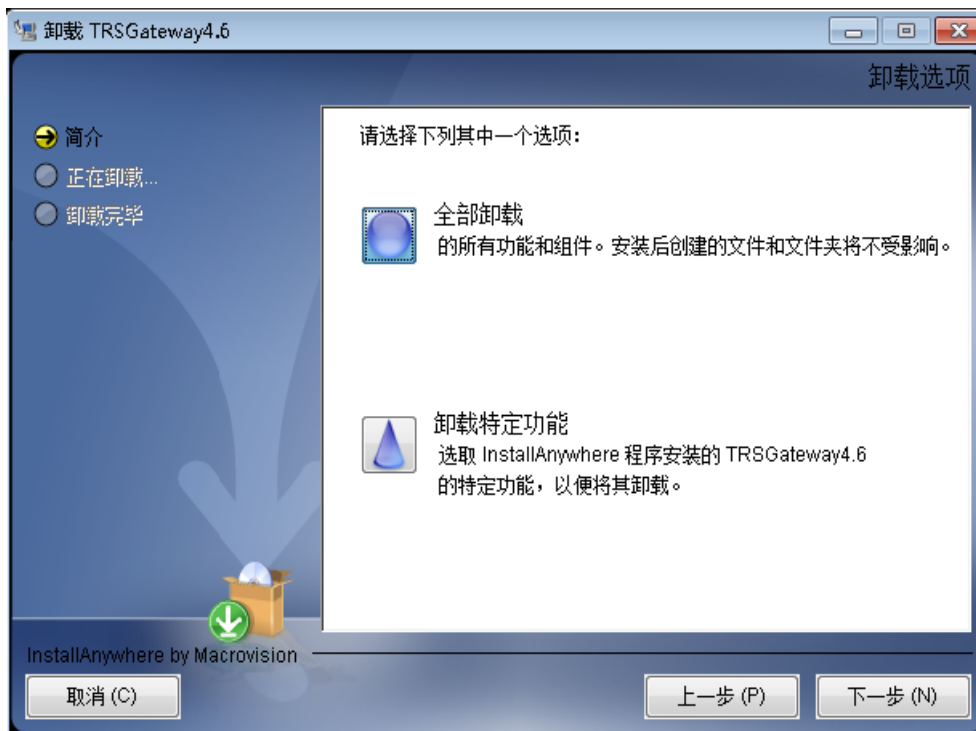 卸载 TRSGateway4.6
卸载选项
简介
正在卸载...
卸载完毕
请选择下列其中一个选项：
全部卸载
的所有功能和组件。安装后创建的文件和文件夹将不受影响。
卸载特定功能
选取 InstallAnywhere 程序安装的 TRSGateway4.6
的特定功能，以便将其卸载。
InstallAnywhere by Macrovision
取消 (C)
上一步 (P)
下一步 (N)